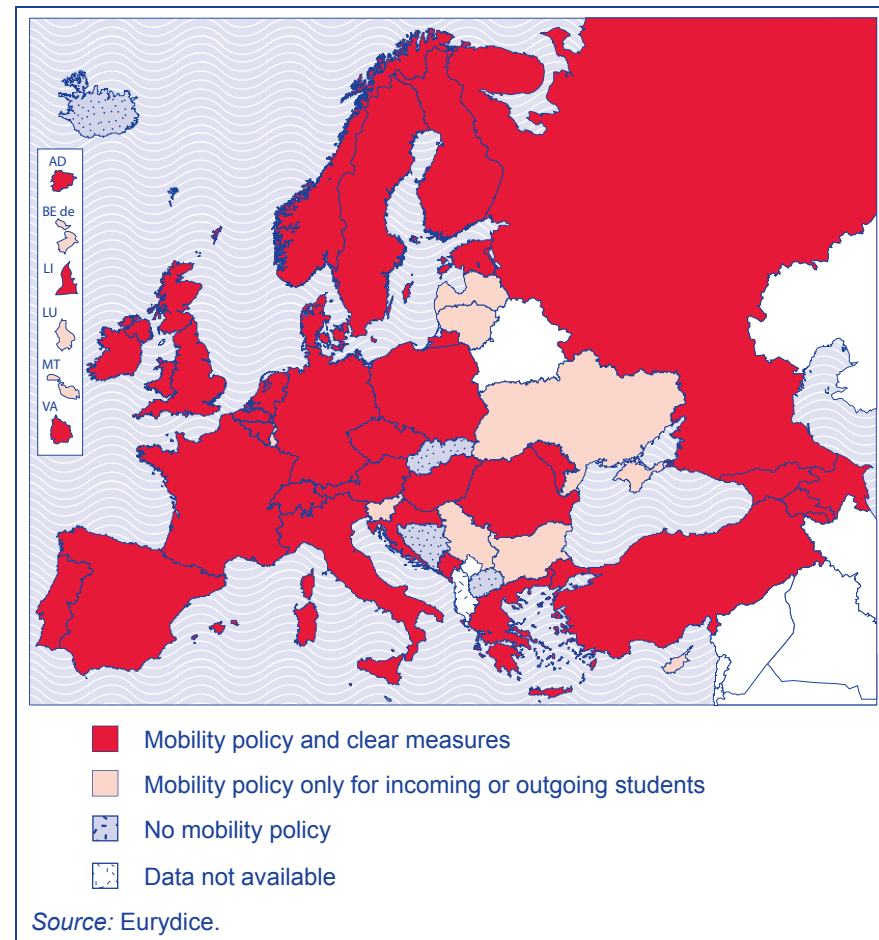 AD
BE de
LI
LU
MT
VA
Mobility policy and clear measures
Mobility policy only for incoming or outgoing students
No mobility policy
Data not available
Source: Eurydice.